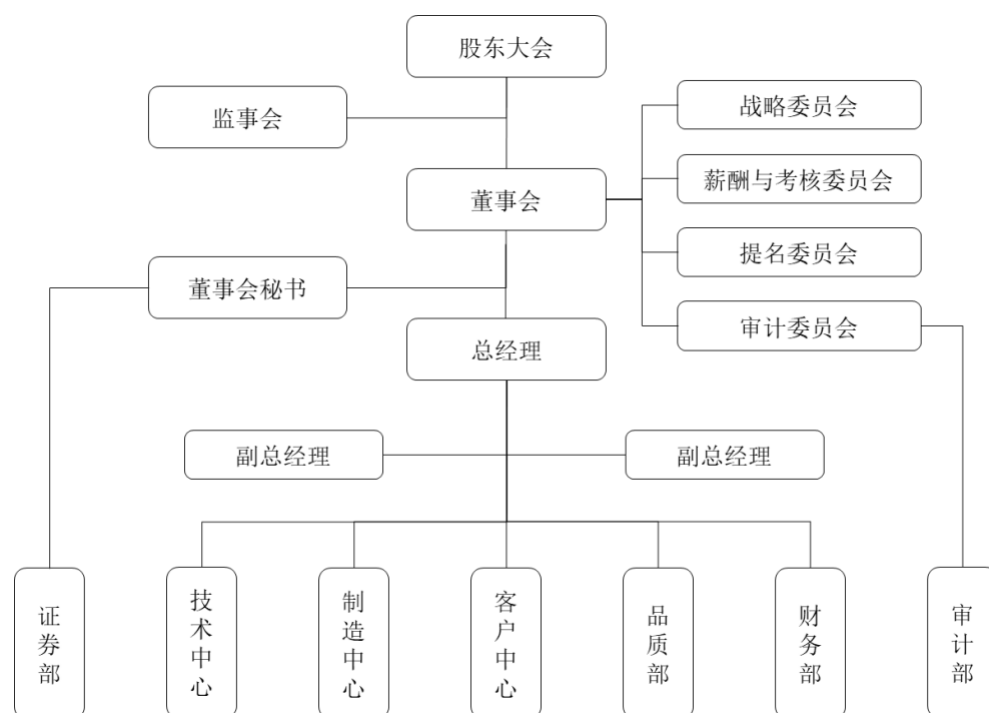 股东大会
监事会
战略委员会
薪酬与考核委员会
董事会
提名委员会
董事会秘书
审计委员会
总经理
副总经理
副总经理
证券部
技术中心
制造中心
客户中心
品质部
财务部
审计部